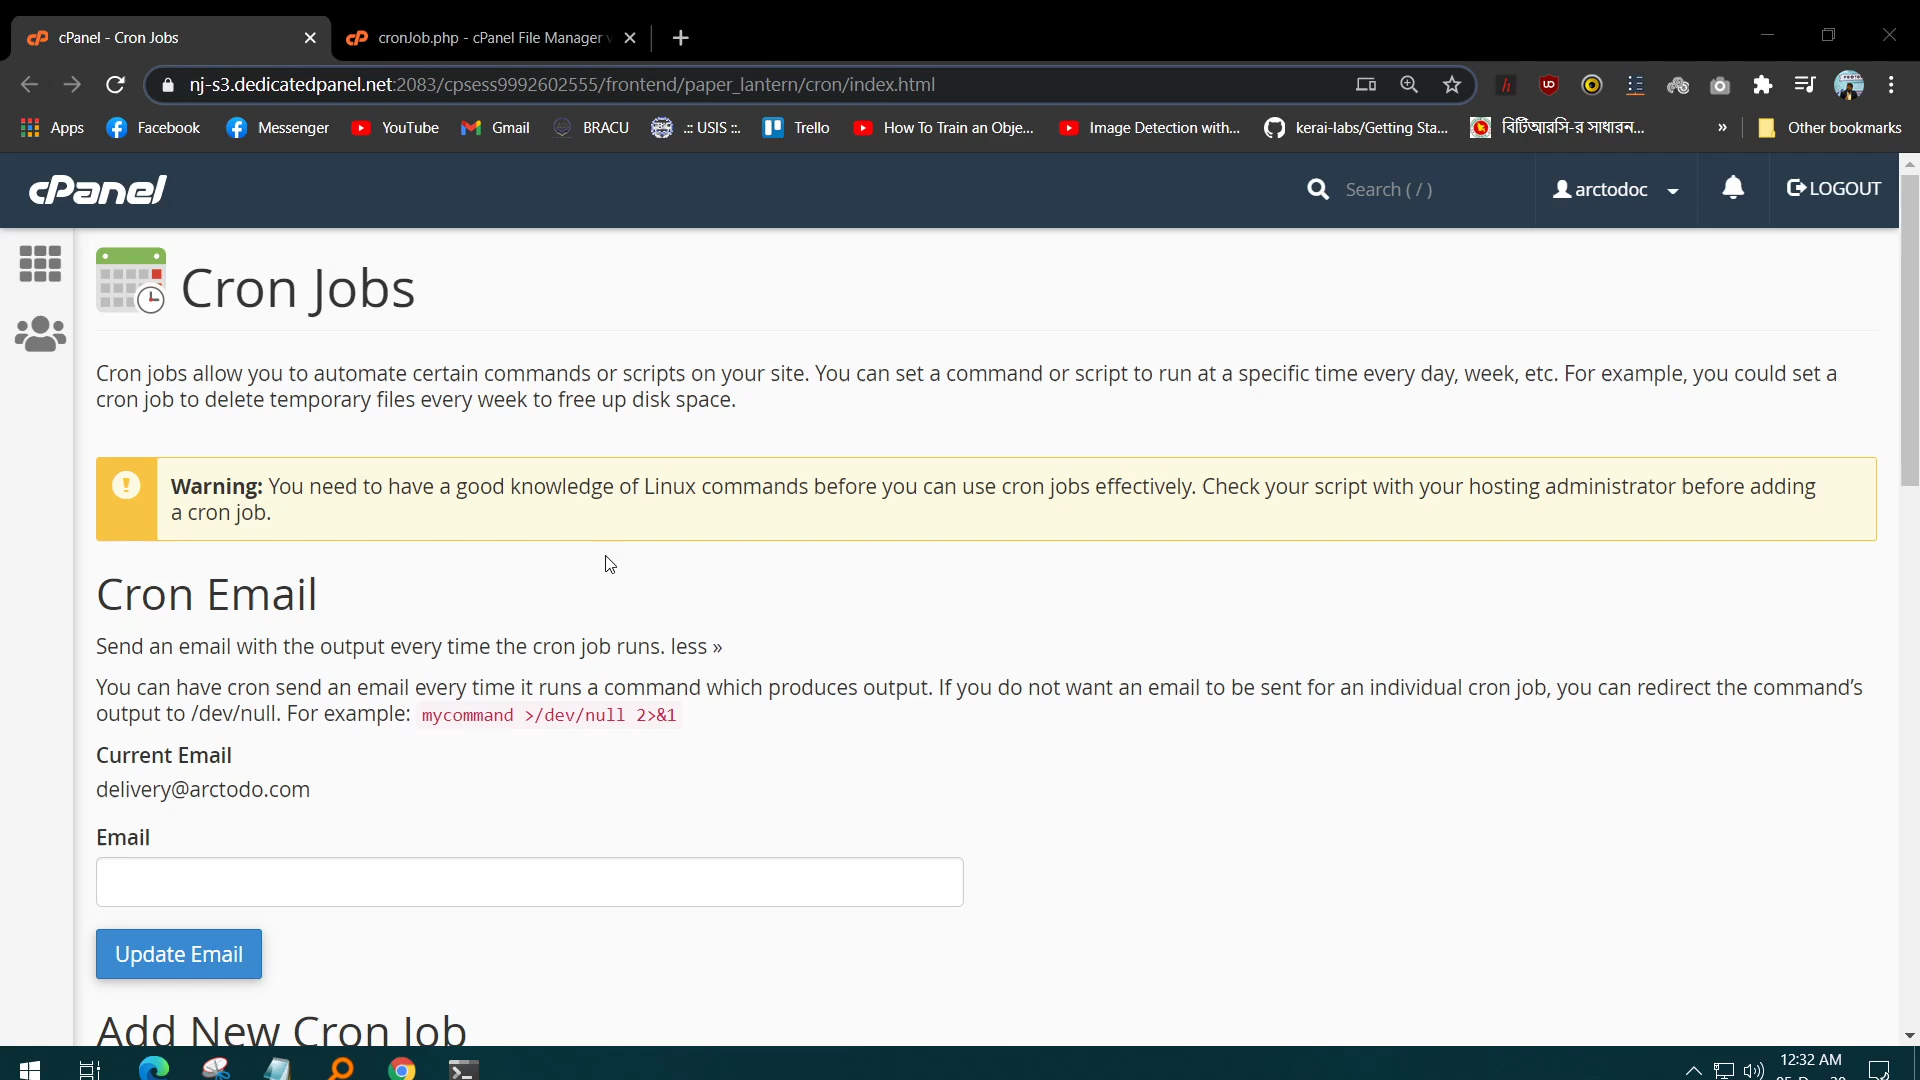 cPanel - Cron Jobs
cronJob.php - cPanel File Manager
nj-s3.dedicatedpanel.net:2083/cpsess9992602555/frontend/paper_lantern/cron/index.html
Apps
Facebook
Messenger
YouTube
Gmail
BRACU
.:: USIS ::.
Trello
How To Train an Obje...
Image Detection with...
kerai-labs/Getting Sta...
বিটিআরসি-র সাধারন...
»
Other bookmarks
cPanel
Search ( / )
arctodoc
LOGOUT
Cron Jobs
Cron jobs allow you to automate certain commands or scripts on your site. You can set a command or script to run at a specific time every day, week, etc. For example, you could set a
cron job to delete temporary files every week to free up disk space.
Warning: You need to have a good knowledge of Linux commands before you can use cron jobs effectively. Check your script with your hosting administrator before adding
a cron job.
Cron Email
Send an email with the output every time the cron job runs. less »
You can have cron send an email every time it runs a command which produces output. If you do not want an email to be sent for an individual cron job, you can redirect the command's
output to /dev/null. For example: mycommand >/dev/null 2>&1
Current Email
delivery@arctodo.com
Email
Update Email
Add New Cron Job
12:32 AM